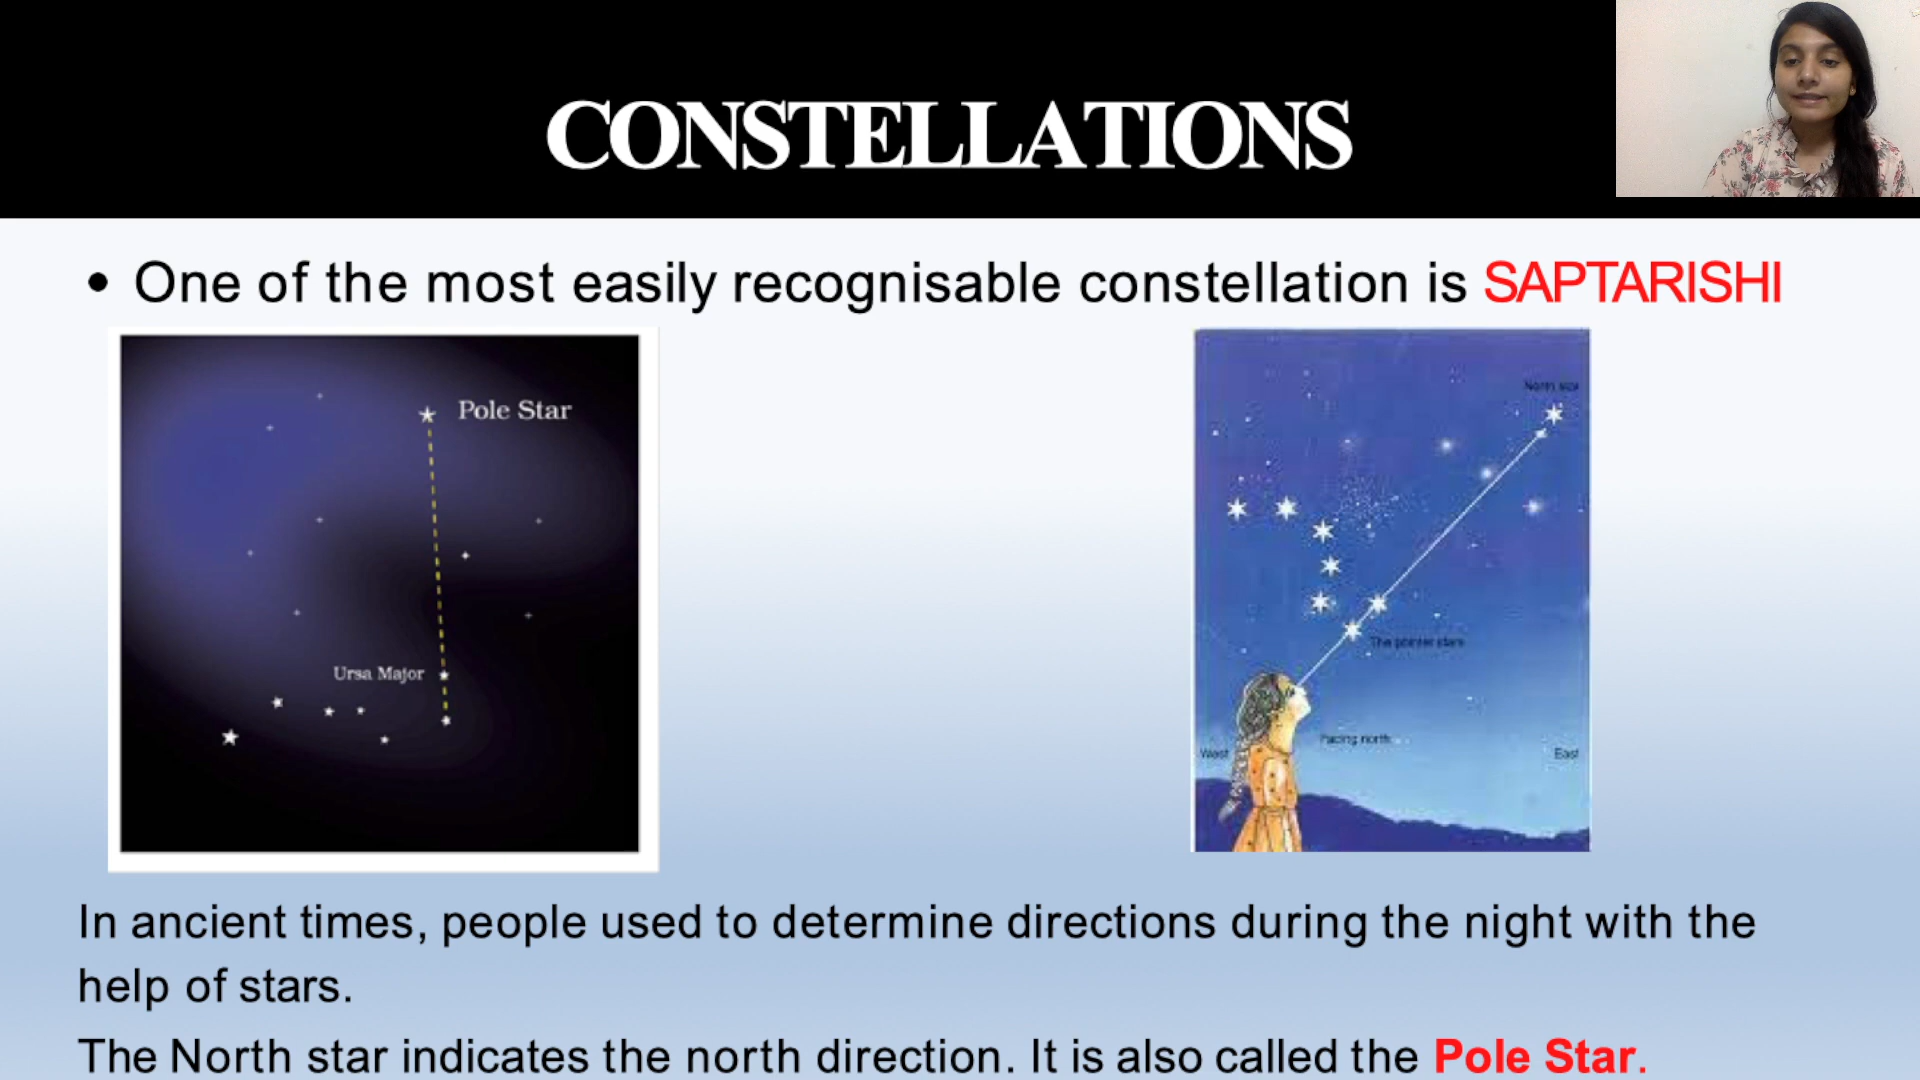 CONSTELLATIONS
• One of the most easily recognisable constellation is SAPTARISHI
Pole Star
Ursa Major
North star
The pointer stars
Facing north
West
East
In ancient times, people used to determine directions during the night with the
help of stars.
The North star indicates the north direction. It is also called the Pole Star.